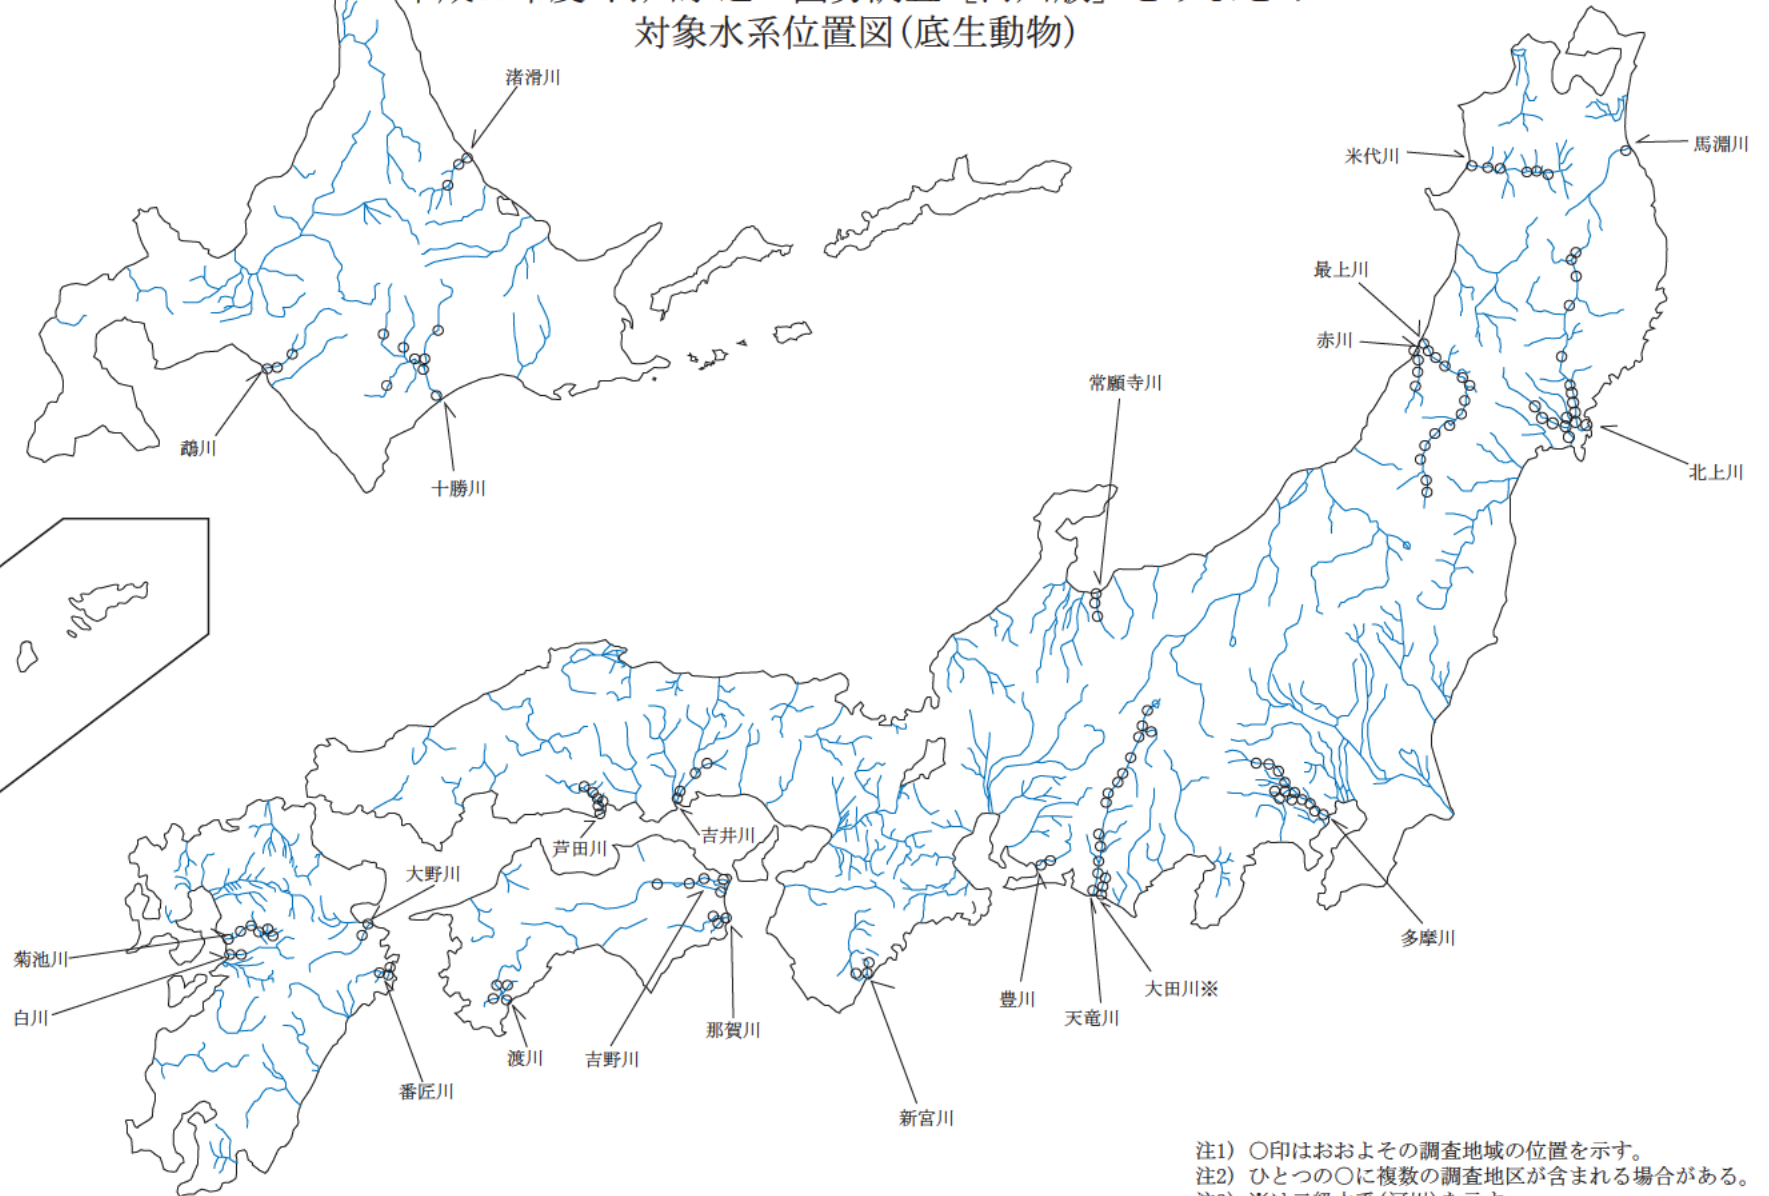 対象水系位置図(底生動物)
渚滑川
馬淵川
米代川
最上川
赤川
常願寺川
鵡川
十勝川
北上川
吉井川
芦田川
大野川
多摩川
菊池川
大田川※
豊川
白川
天竜川
那賀川
渡川
吉野川
番匠川
新宮川
注1) ○印はおおよその調査地域の位置を示す。
注2) ひとつの○に複数の調査地区が含まれる場合がある。